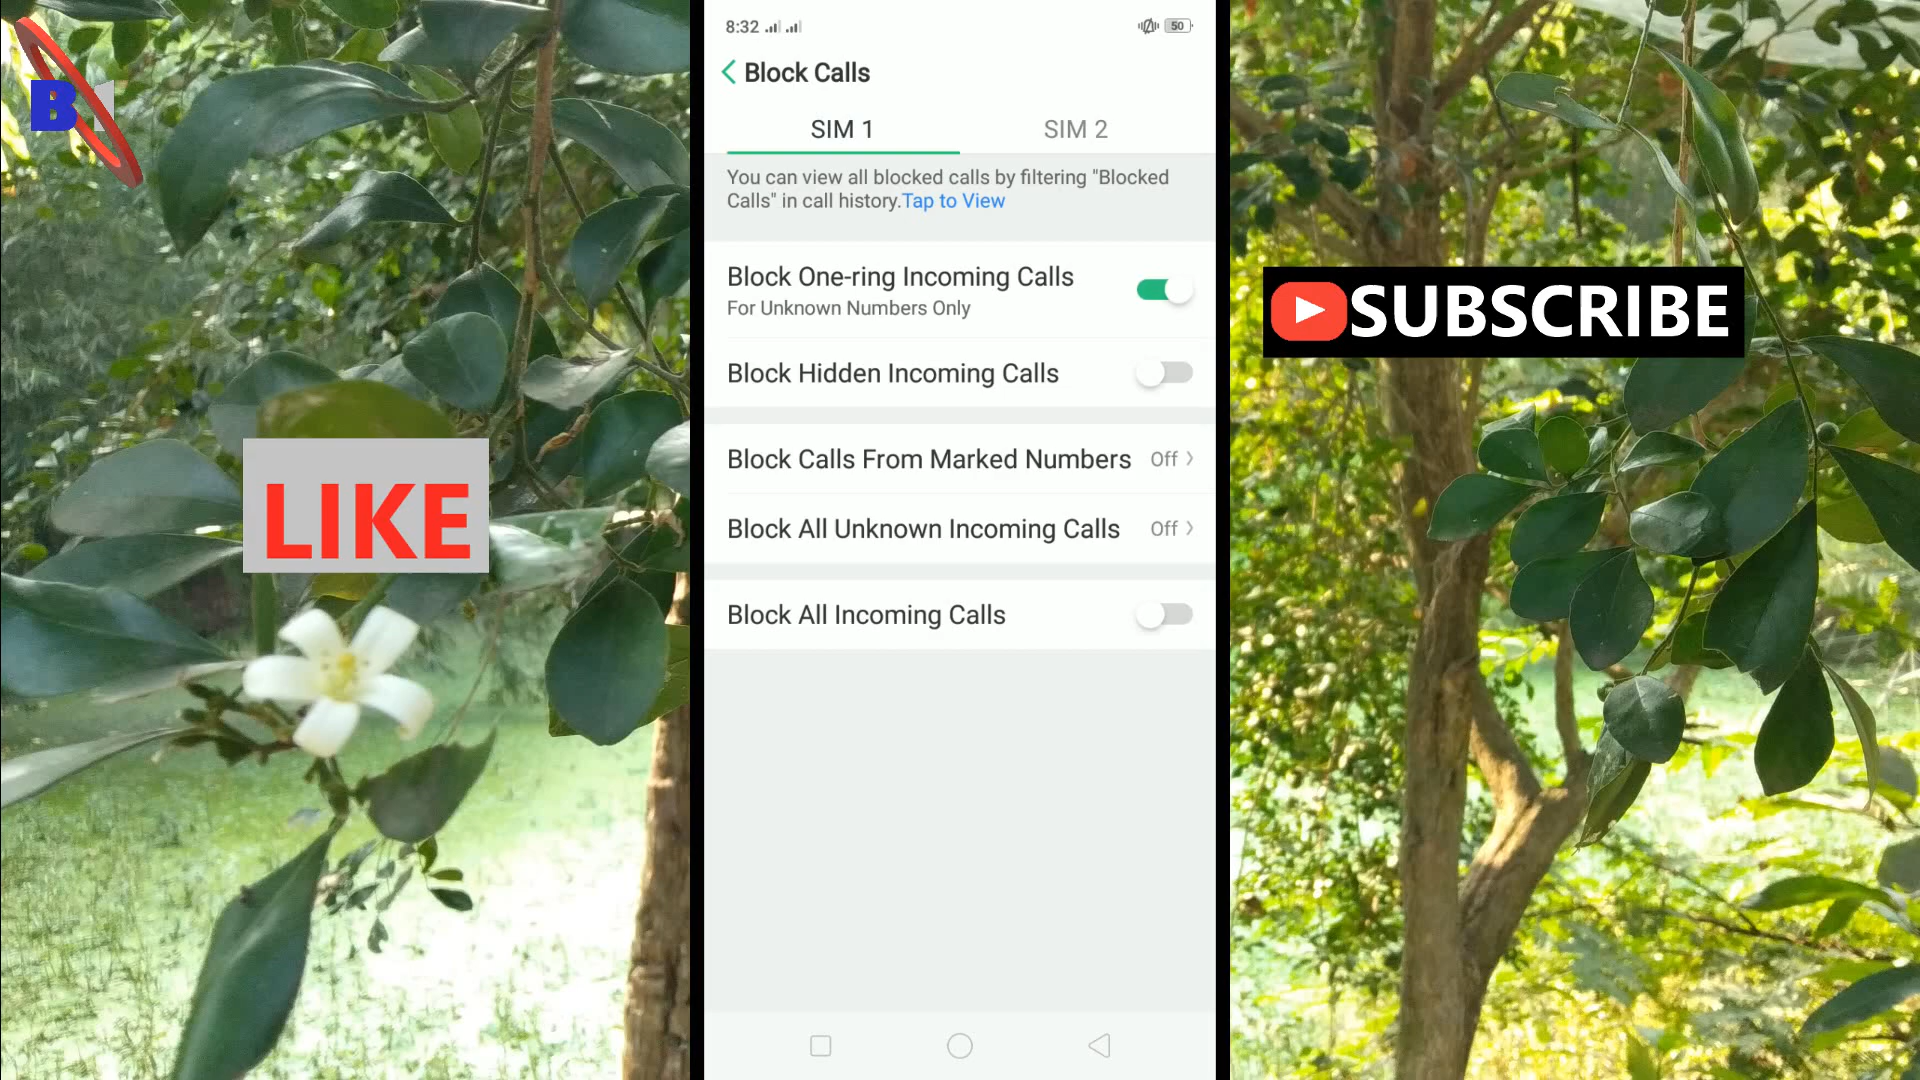 B1
8:32
50
Block Calls
SIM 1
SIM 2
You can view all blocked calls by filtering "Blocked
Calls" in call history.Tap to View
Block One-ring Incoming Calls
For Unknown Numbers Only
Block Hidden Incoming Calls
Block Calls From Marked Numbers Off
Block All Unknown Incoming Calls Off
Block All Incoming Calls
LIKE
SUBSCRIBE